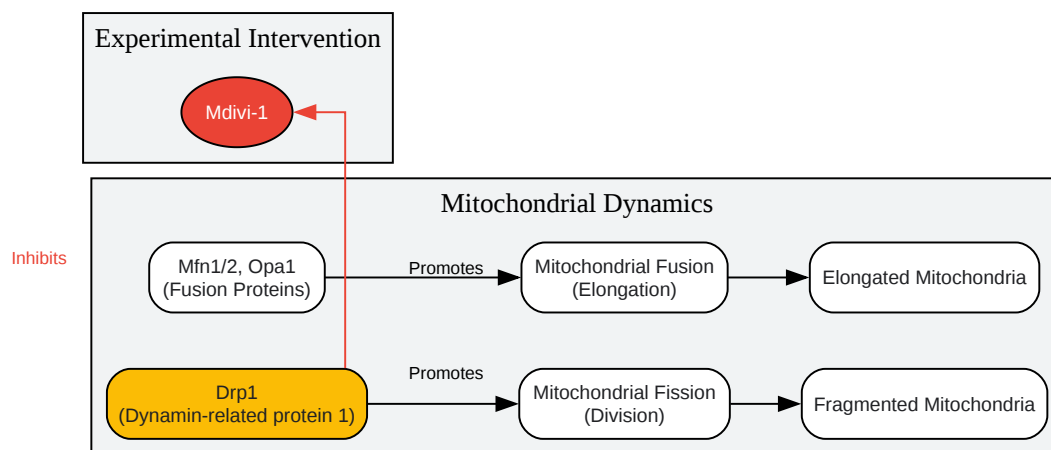 Experimental Intervention
Mdivi-1
Mitochondrial Dynamics
Inhibits
Mfn1/2, Opa1
(Fusion Proteins)
Promotes
Mitochondrial Fusion
(Elongation)
Elongated Mitochondria
Drp1
(Dynamin-related protein 1)
Promotes
Mitochondrial Fission
(Division)
Fragmented Mitochondria